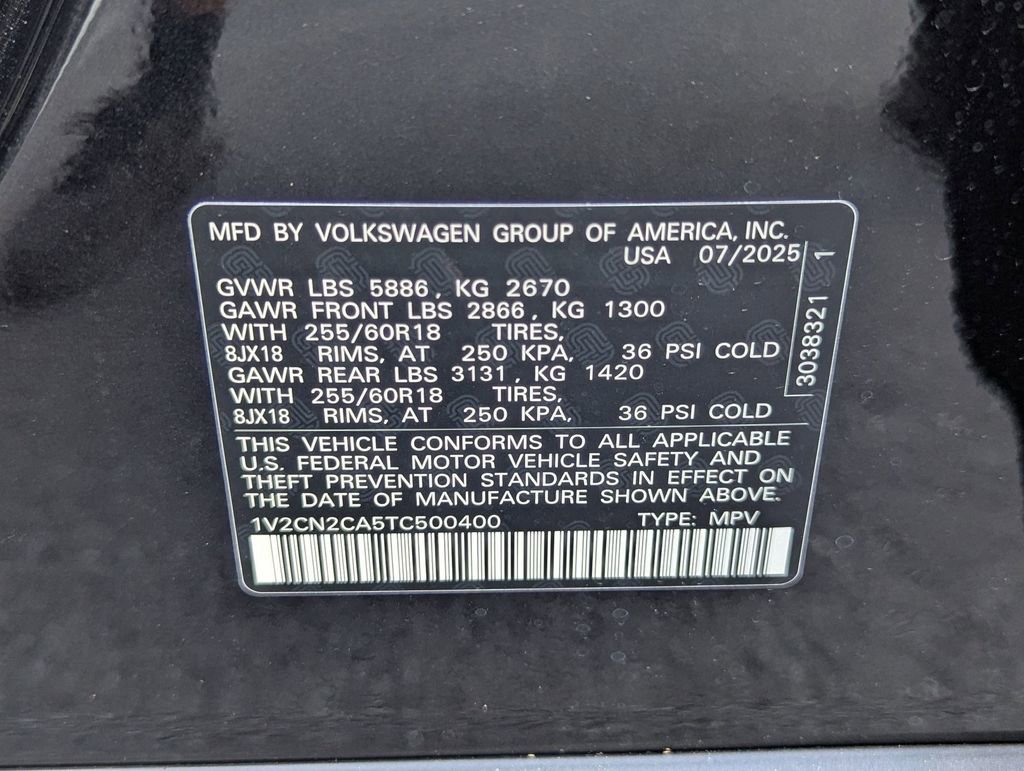 MFD BY VOLKSWAGEN GROUP OF AMERICA, INC.
USA 07/2025
GVWR LBS 5886, KG 2670
GAWR FRONT LBS 2866, KG 1300
WITH 255/60R18 TIRES,
8JX18 RIMS, AT 250 KPA, 36 PSI COLD
GAWR REAR LBS 3131, KG 1420
WITH 255/60R18 TIRES,
8JX18 RIMS, AT 250 KPA, 36 PSI COLD
3038321 1
THIS VEHICLE CONFORMS TO ALL APPLICABLE
U.S. FEDERAL MOTOR VEHICLE SAFETY AND
THEFT PREVENTION STANDARDS IN EFFECT ON
THE DATE OF MANUFACTURE SHOWN ABOVE.
1V2CN2CA5TC500400 TYPE: MPV